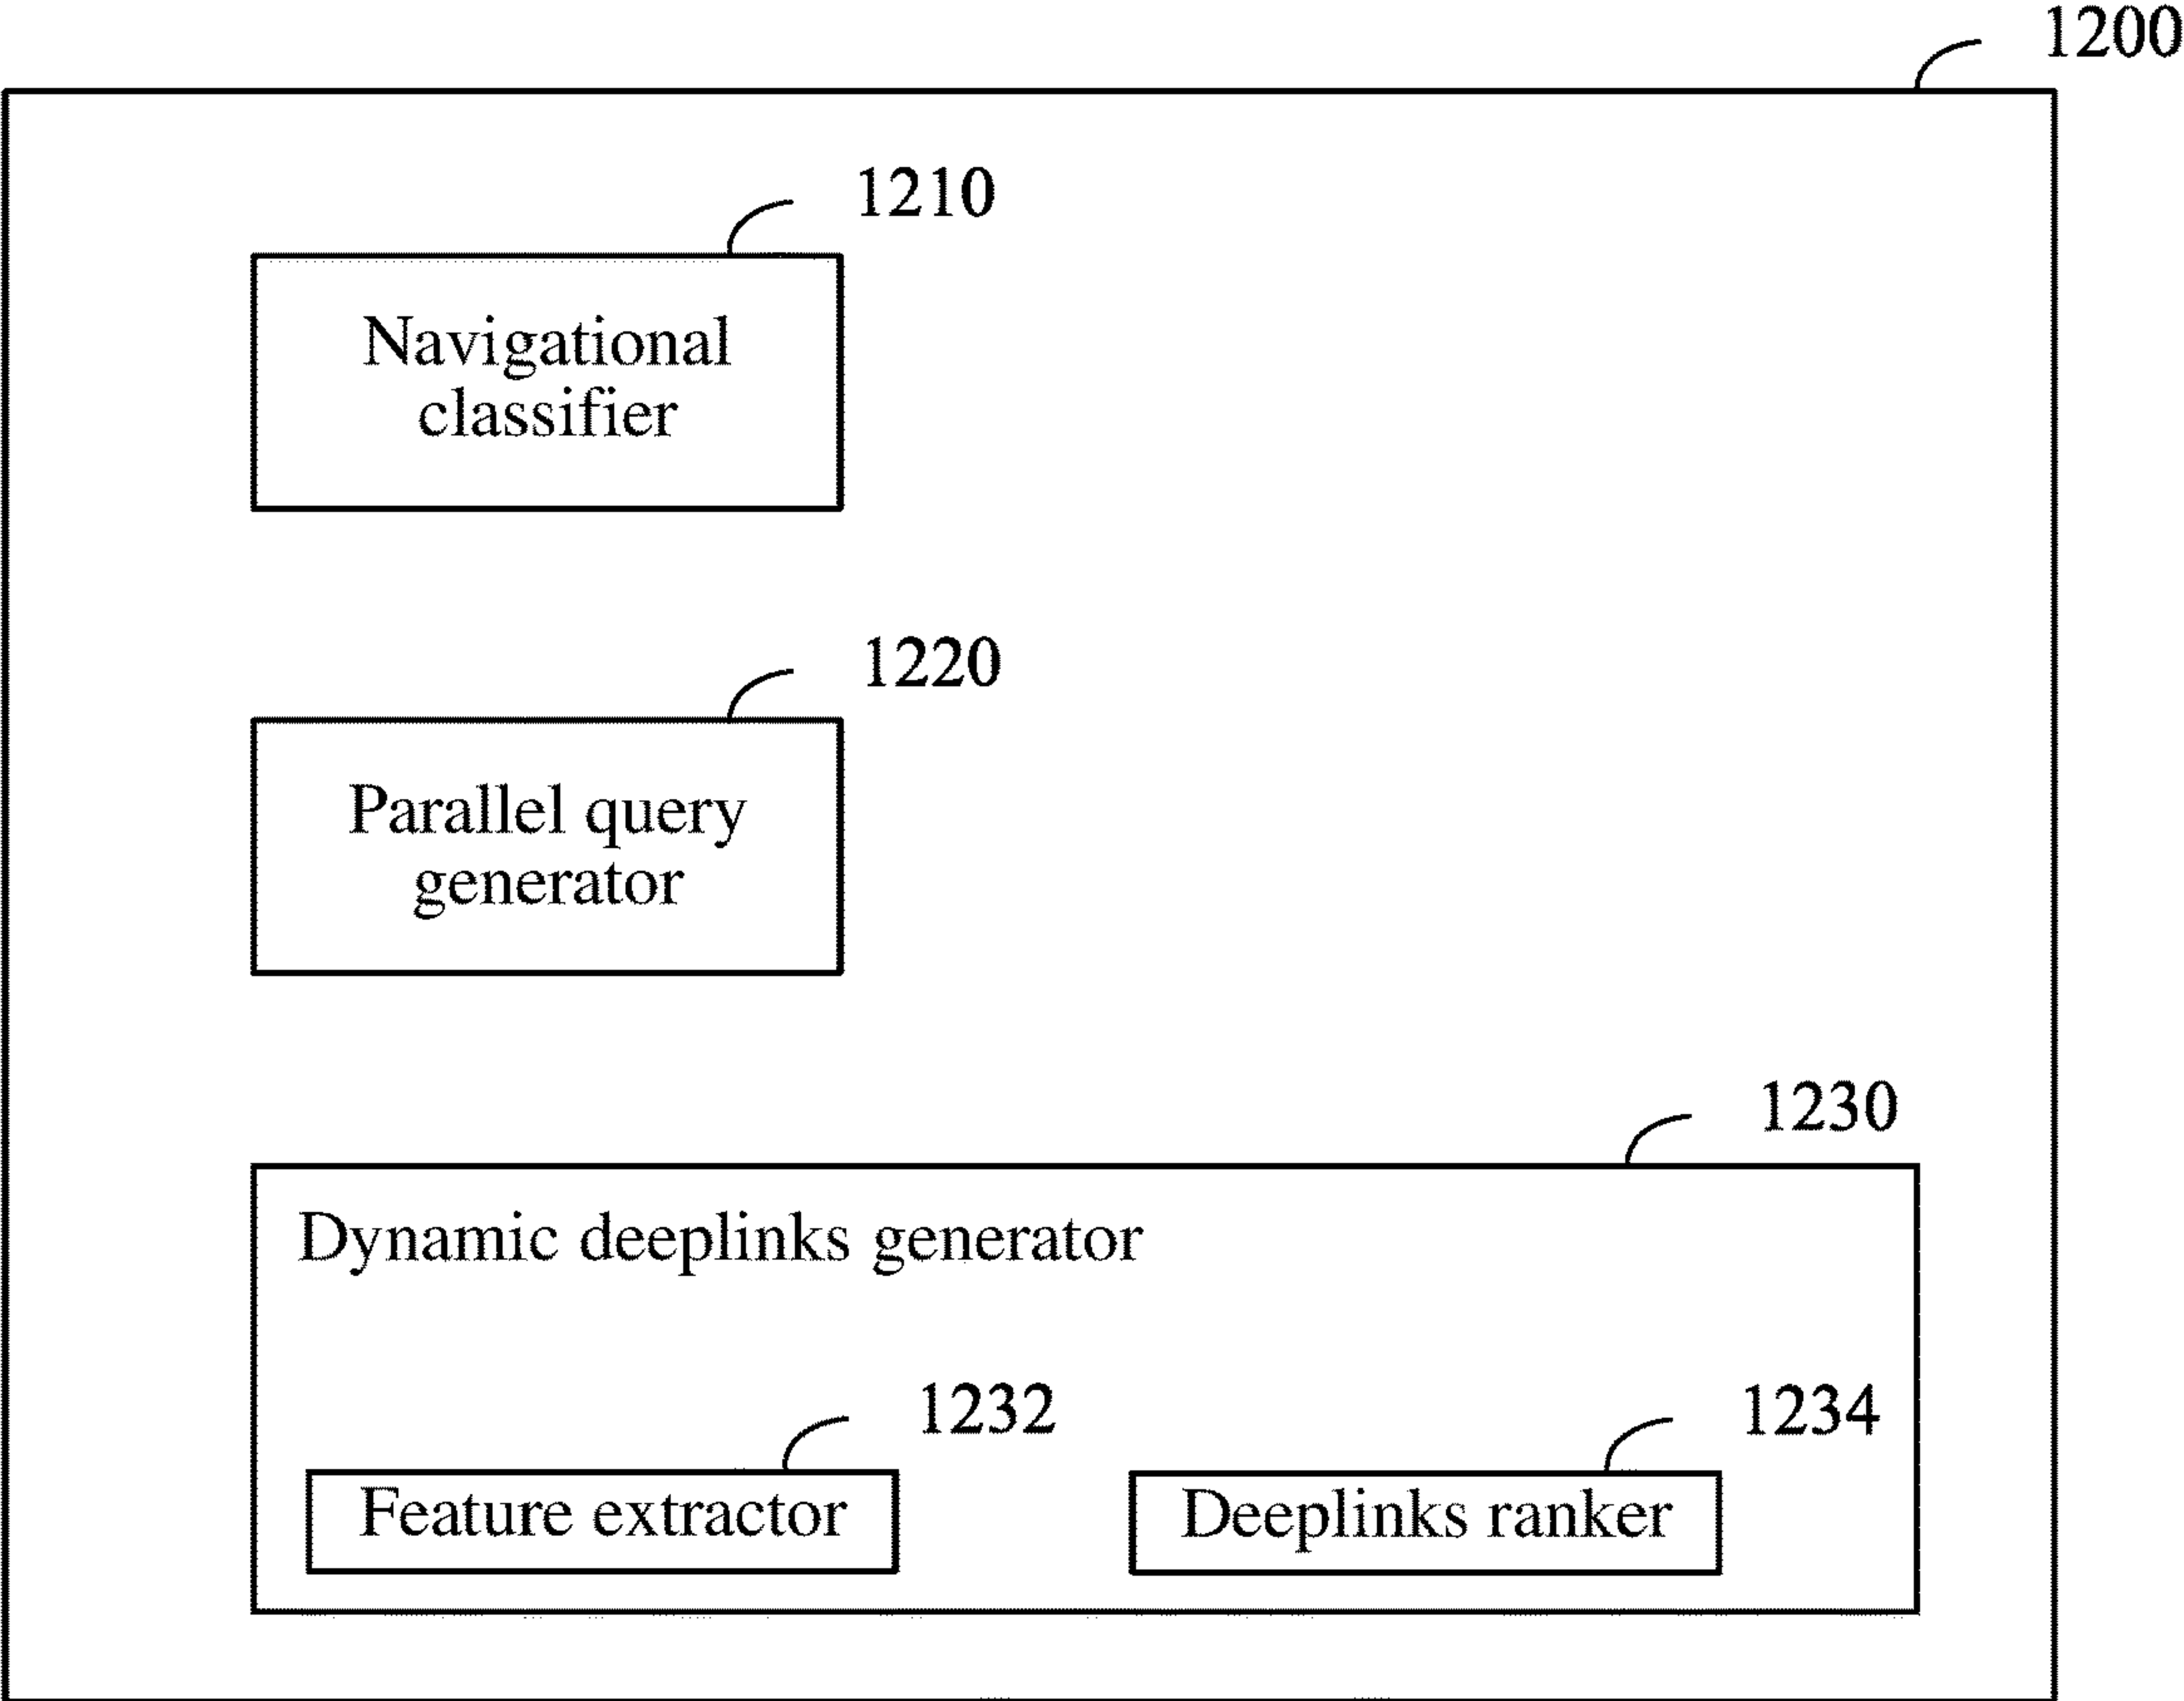 1200
1210
Navigational
classifier
1220
Parallel query
generator
1230
Dynamic deeplinks generator
1232
1234
Feature extractor
Deeplinks ranker